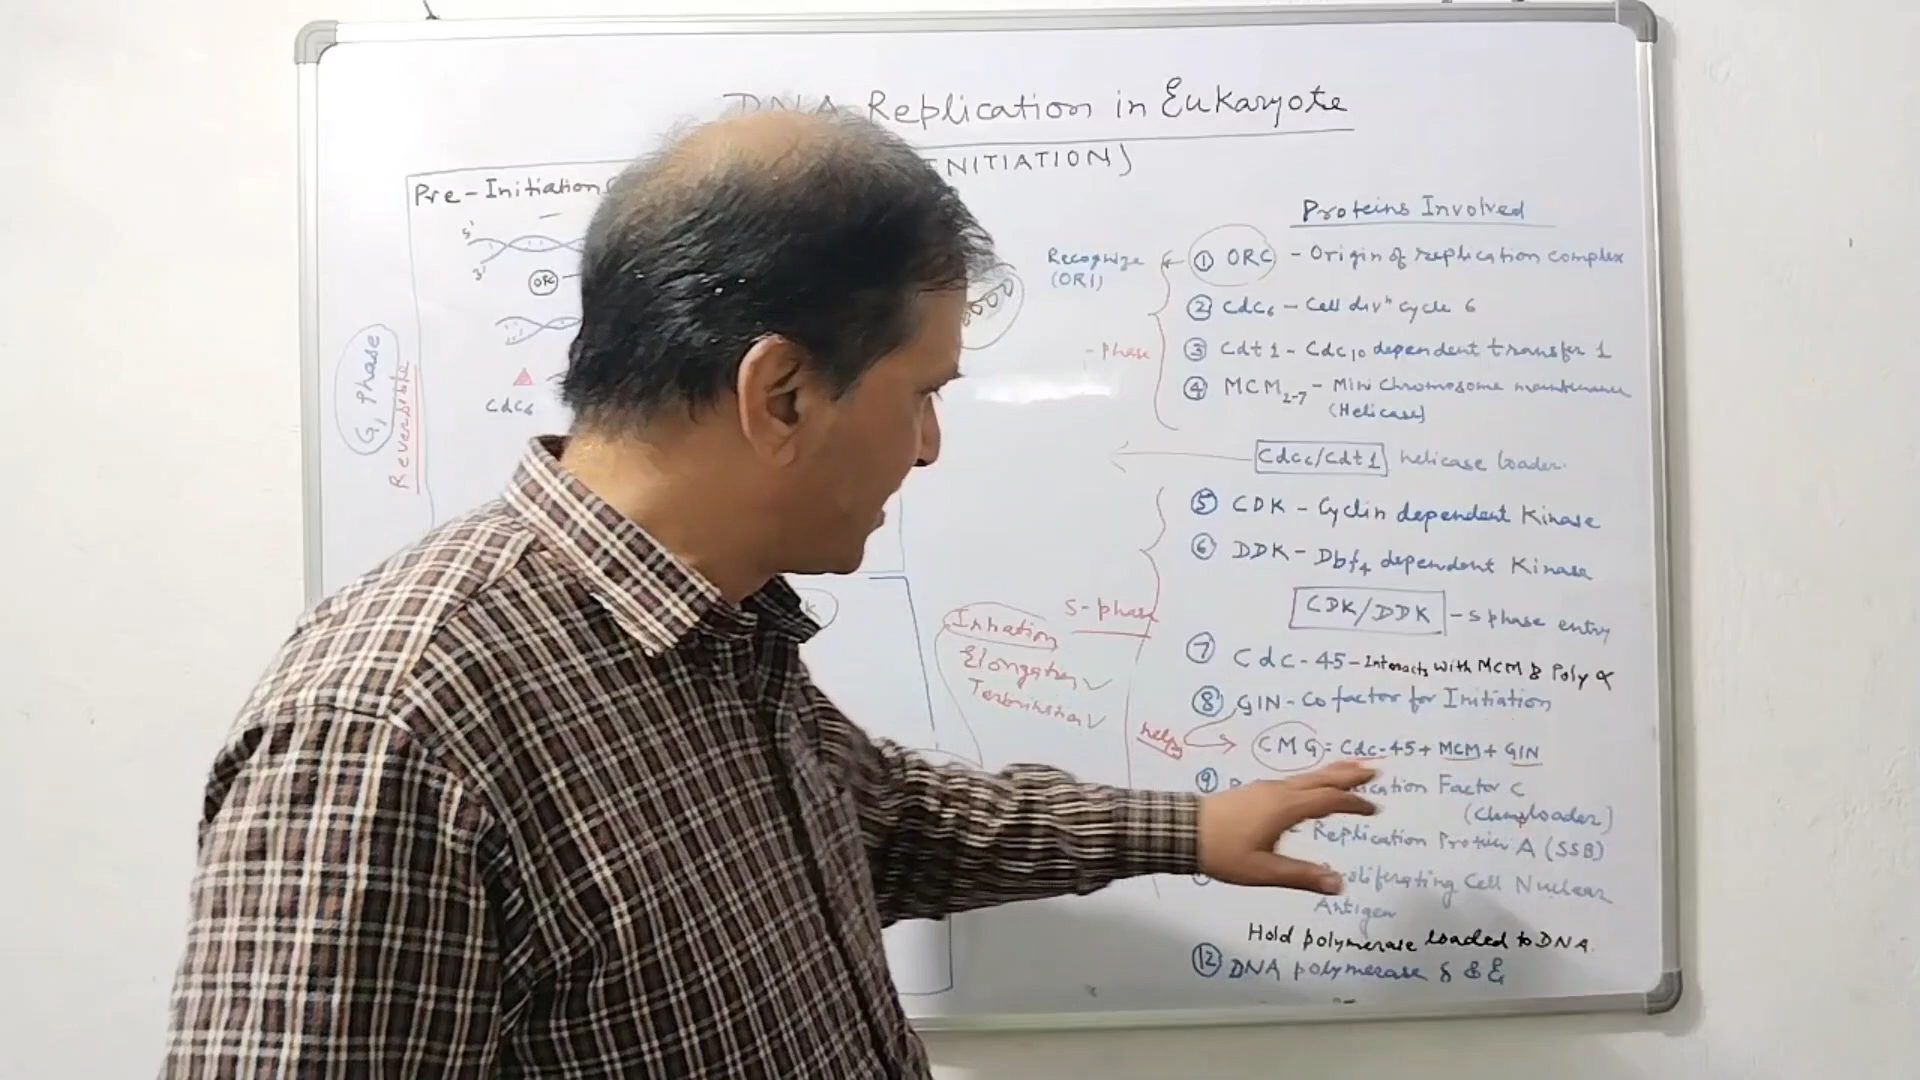 DNA Replication in Eukaryote
INITIATION)
Pre-Initiation
5'
3'
ORC
Cdc6
G1 Phase
Reversible
Recognize
(ORI)
- Phase
Proteins Involved
① ORC - Origin of replication complex
② Cdc6 - Cell divⁿ cycle 6
③ Cdt 1 - Cdc10 dependent transfer 1
④ MCM2-7 - Mini Chromosome maintenance
(Helicase)
Cdc6/Cdt1 helicase loader.
⑤ CDK - Cyclin dependent Kinase
⑥ DDK - Dbf4 dependent Kinase
CDK/DDK - S phase entry
S-phase
Initiation
Elongation ✓
Termination ✓
⑦ Cdc-45 - Interacts with MCM & Poly α
⑧ GIN - Co factor for Initiation
help
CMG = Cdc-45 + MCM + GIN
⑨ Factor C
(Clamploader)
- Replication Protein A (SSB)
Proliferating Cell Nuclear
Antigen
Hold polymerase loaded to DNA.
⑫ DNA polymerase δ & ε